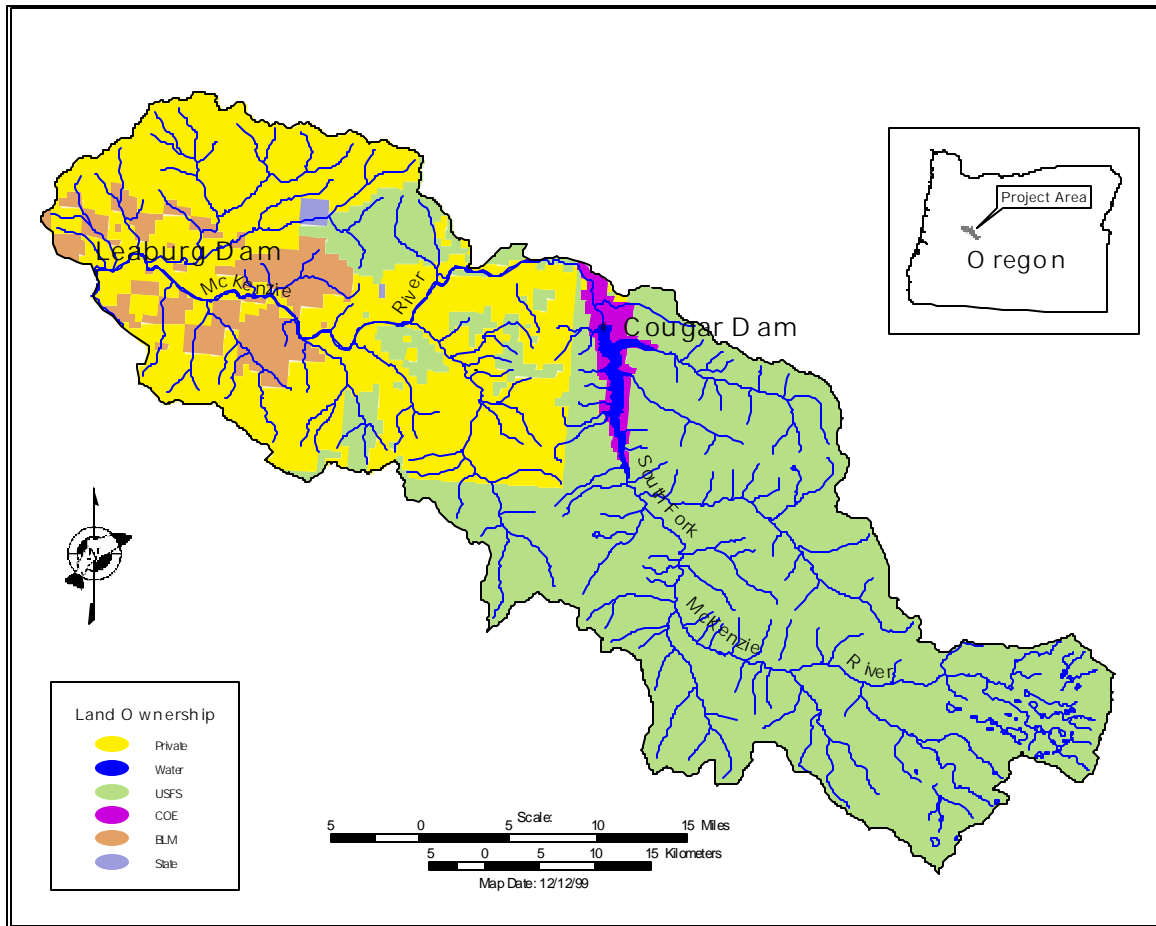 Leaburg Dam
McKenzie
River
Cougar Dam
South Fork
McKenzie
River
Project Area
Oregon
N
Land Ownership
Private
Water
USFS
COE
BLM
State
Scale:
5 0 5 10 15 Miles
5 0 5 10 15 Kilometers
Map Date: 12/12/99